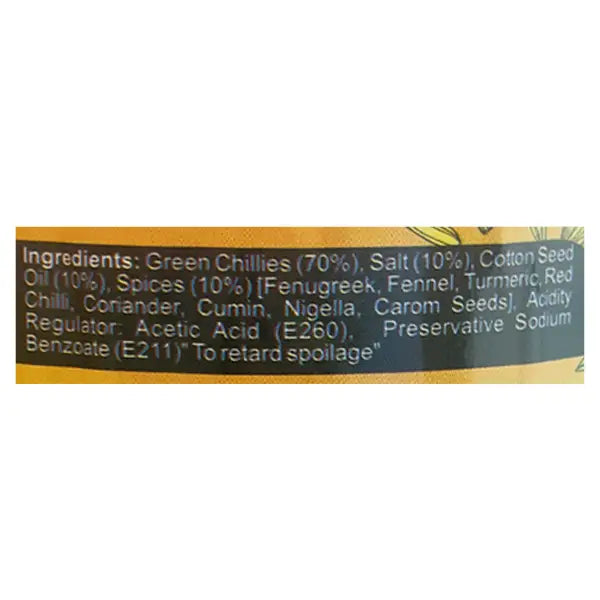 Ingredients: Green Chillies (70%), Salt (10%), Cotton Seed
Oil (10%), Spices (10%) [Fenugreek, Fennel, Turmeric, Red
Chilli, Coriander, Cumin, Nigella, Carom Seeds], Acidity
Regulator: Acetic Acid (E260), Preservative Sodium
Benzoate (E211)" To retard spoilage"